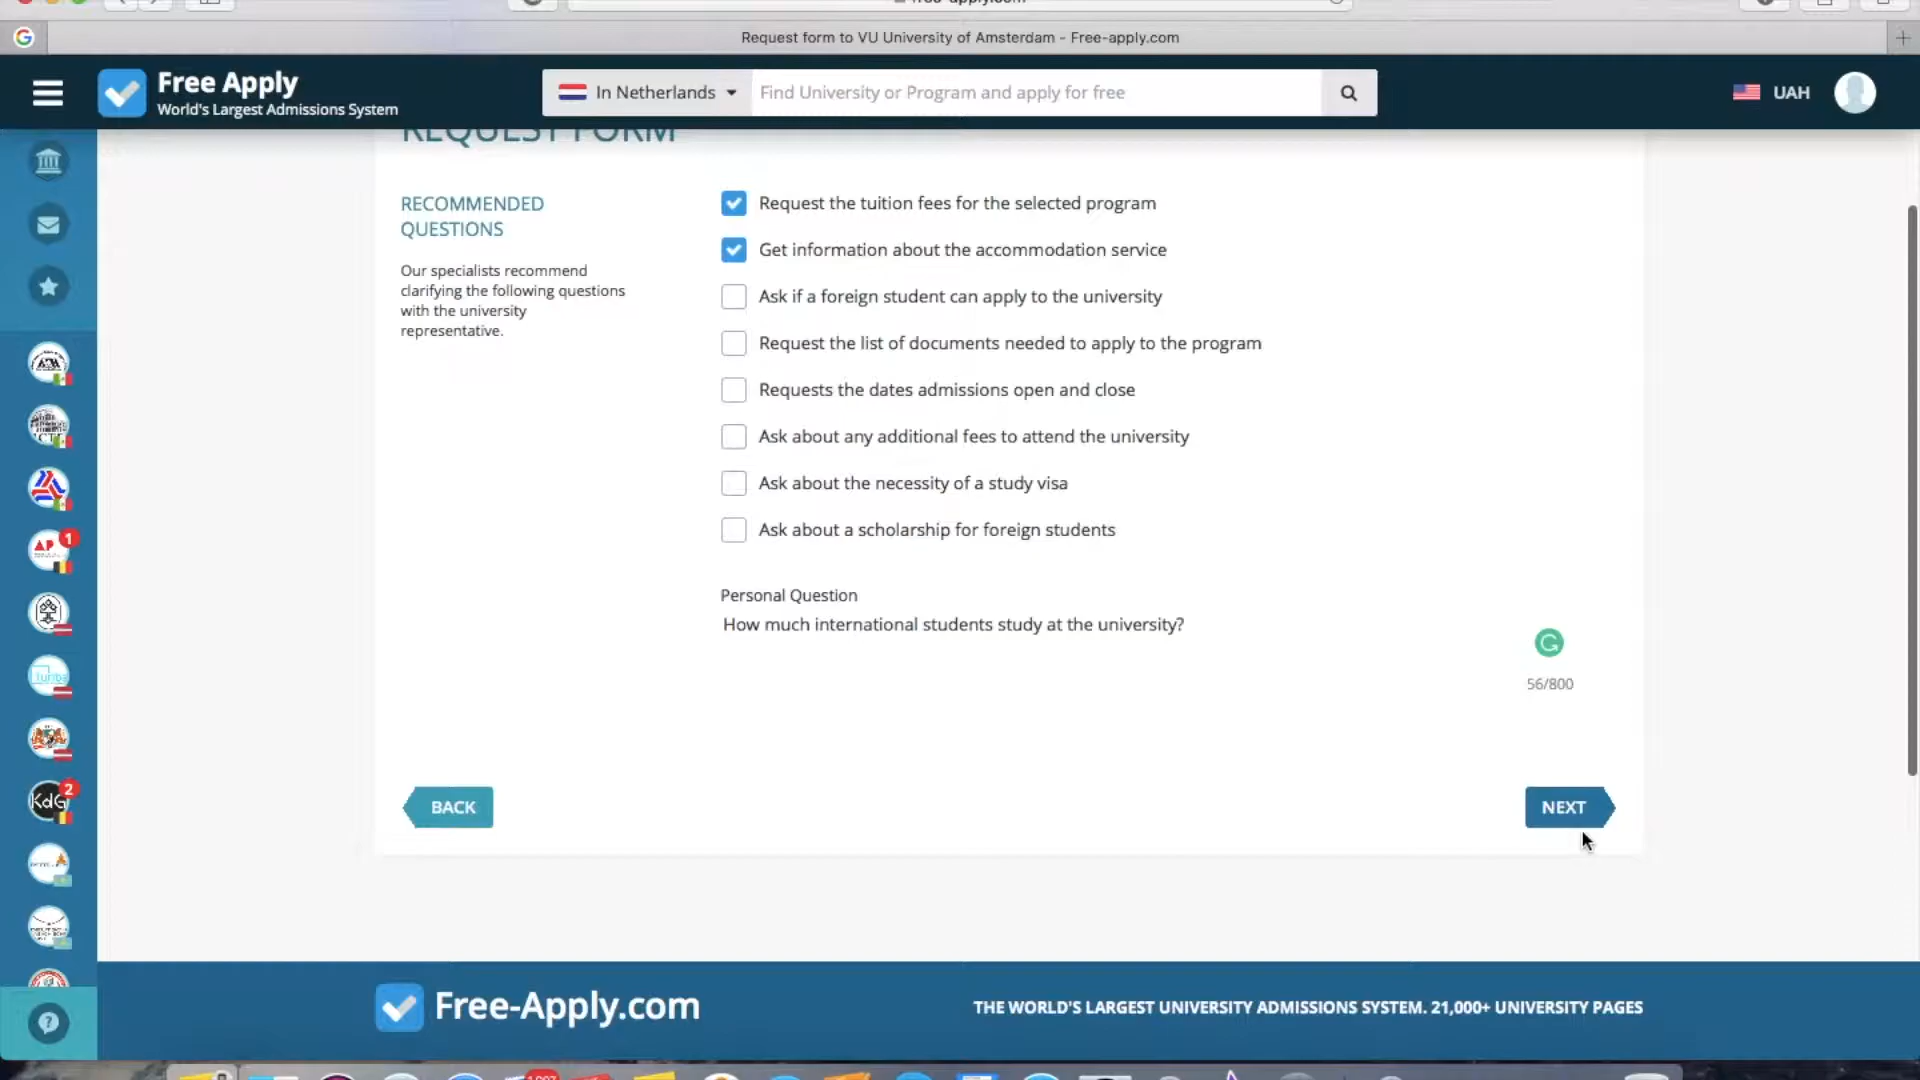 Request form to VU University of Amsterdam - Free-apply.com
Free Apply
World's Largest Admissions System
In Netherlands
Find University or Program and apply for free
UAH
REQUEST FORM
RECOMMENDED
QUESTIONS
Our specialists recommend
clarifying the following questions
with the university
representative.
Request the tuition fees for the selected program
Get information about the accommodation service
Ask if a foreign student can apply to the university
Request the list of documents needed to apply to the program
Requests the dates admissions open and close
Ask about any additional fees to attend the university
Ask about the necessity of a study visa
Ask about a scholarship for foreign students
Personal Question
How much international students study at the university?
56/800
BACK
NEXT
AP
1
KdG
2
Free-Apply.com
THE WORLD'S LARGEST UNIVERSITY ADMISSIONS SYSTEM. 21,000+ UNIVERSITY PAGES